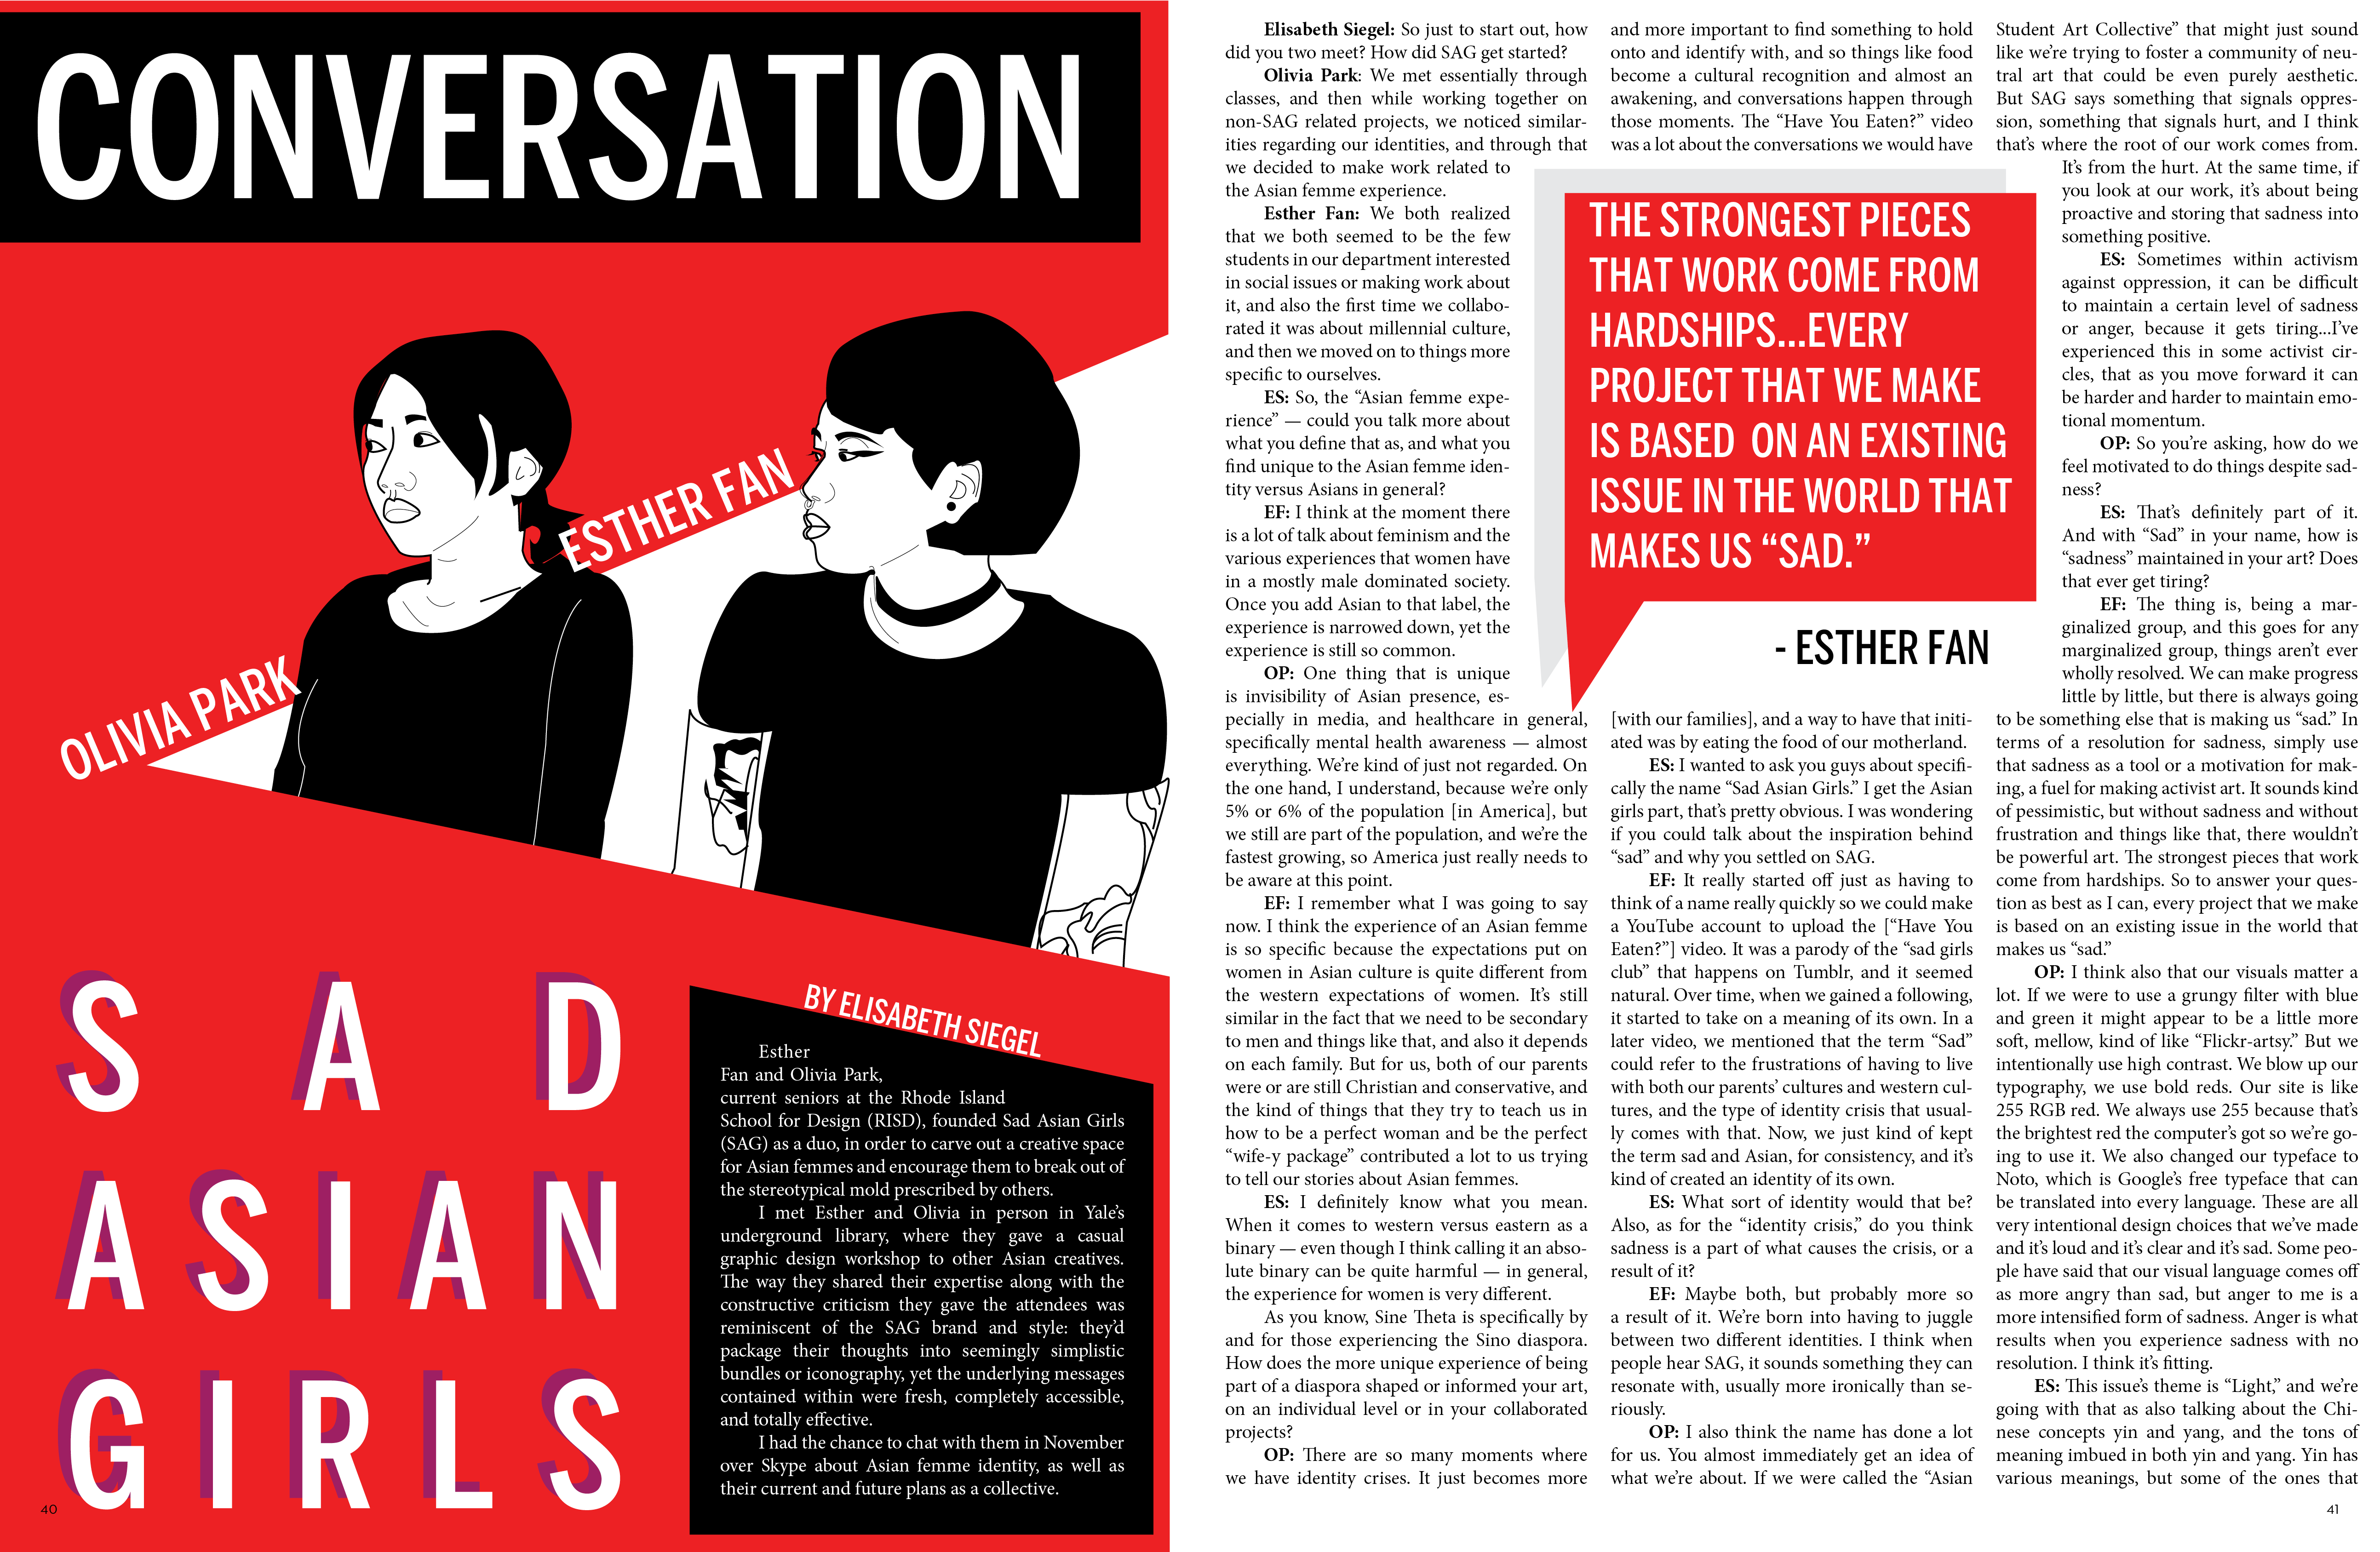 CONVERSATION
OLIVIA PARK
ESTHER FAN
SAD
ASIAN
GIRLS
BY ELISABETH SIEGEL
Esther
Fan and Olivia Park,
current seniors at the Rhode Island
School for Design (RISD), founded Sad Asian Girls
(SAG) as a duo, in order to carve out a creative space
for Asian femmes and encourage them to break out of
the stereotypical mold prescribed by others.
I met Esther and Olivia in person in Yale’s
underground library, where they gave a casual
graphic design workshop to other Asian creatives.
The way they shared their expertise along with the
constructive criticism they gave the attendees was
reminiscent of the SAG brand and style: they’d
package their thoughts into seemingly simplistic
bundles or iconography, yet the underlying messages
contained within were fresh, completely accessible,
and totally effective.
I had the chance to chat with them in November
over Skype about Asian femme identity, as well as
their current and future plans as a collective.
40
Elisabeth Siegel: So just to start out, how
did you two meet? How did SAG get started?
Olivia Park: We met essentially through
classes, and then while working together on
non-SAG related projects, we noticed similar-
ities regarding our identities, and through that
we decided to make work related to
the Asian femme experience.
Esther Fan: We both realized
that we both seemed to be the few
students in our department interested
in social issues or making work about
it, and also the first time we collabo-
rated it was about millennial culture,
and then we moved on to things more
specific to ourselves.
ES: So, the “Asian femme expe-
rience” — could you talk more about
what you define that as, and what you
find unique to the Asian femme iden-
tity versus Asians in general?
EF: I think at the moment there
is a lot of talk about feminism and the
various experiences that women have
in a mostly male dominated society.
Once you add Asian to that label, the
experience is narrowed down, yet the
experience is still so common.
OP: One thing that is unique
is invisibility of Asian presence, es-
pecially in media, and healthcare in general,
specifically mental health awareness — almost
everything. We’re kind of just not regarded. On
the one hand, I understand, because we’re only
5% or 6% of the population [in America], but
we still are part of the population, and we’re the
fastest growing, so America just really needs to
be aware at this point.
EF: I remember what I was going to say
now. I think the experience of an Asian femme
is so specific because the expectations put on
women in Asian culture is quite different from
the western expectations of women. It’s still
similar in the fact that we need to be secondary
to men and things like that, and also it depends
on each family. But for us, both of our parents
were or are still Christian and conservative, and
the kind of things that they try to teach us in
how to be a perfect woman and be the perfect
“wife-y package” contributed a lot to us trying
to tell our stories about Asian femmes.
ES: I definitely know what you mean.
When it comes to western versus eastern as a
binary — even though I think calling it an abso-
lute binary can be quite harmful — in general,
the experience for women is very different.
As you know, Sine Theta is specifically by
and for those experiencing the Sino diaspora.
How does the more unique experience of being
part of a diaspora shaped or informed your art,
on an individual level or in your collaborated
projects?
OP: There are so many moments where
we have identity crises. It just becomes more
and more important to find something to hold
onto and identify with, and so things like food
become a cultural recognition and almost an
awakening, and conversations happen through
those moments. The “Have You Eaten?” video
was a lot about the conversations we would have
THE STRONGEST PIECES
THAT WORK COME FROM
HARDSHIPS...EVERY
PROJECT THAT WE MAKE
IS BASED ON AN EXISTING
ISSUE IN THE WORLD THAT
MAKES US “SAD.”
- ESTHER FAN
[with our families], and a way to have that initi-
ated was by eating the food of our motherland.
ES: I wanted to ask you guys about specifi-
cally the name “Sad Asian Girls.” I get the Asian
girls part, that’s pretty obvious. I was wondering
if you could talk about the inspiration behind
“sad” and why you settled on SAG.
EF: It really started off just as having to
think of a name really quickly so we could make
a YouTube account to upload the [“Have You
Eaten?”] video. It was a parody of the “sad girls
club” that happens on Tumblr, and it seemed
natural. Over time, when we gained a following,
it started to take on a meaning of its own. In a
later video, we mentioned that the term “Sad”
could refer to the frustrations of having to live
with both our parents’ cultures and western cul-
tures, and the type of identity crisis that usual-
ly comes with that. Now, we just kind of kept
the term sad and Asian, for consistency, and it’s
kind of created an identity of its own.
ES: What sort of identity would that be?
Also, as for the “identity crisis,” do you think
sadness is a part of what causes the crisis, or a
result of it?
EF: Maybe both, but probably more so
a result of it. We’re born into having to juggle
between two different identities. I think when
people hear SAG, it sounds something they can
resonate with, usually more ironically than se-
riously.
OP: I also think the name has done a lot
for us. You almost immediately get an idea of
what we’re about. If we were called the “Asian
Student Art Collective” that might just sound
like we’re trying to foster a community of neu-
tral art that could be even purely aesthetic.
But SAG says something that signals oppres-
sion, something that signals hurt, and I think
that’s where the root of our work comes from.
It’s from the hurt. At the same time, if
you look at our work, it’s about being
proactive and storing that sadness into
something positive.
ES: Sometimes within activism
against oppression, it can be difficult
to maintain a certain level of sadness
or anger, because it gets tiring...I’ve
experienced this in some activist cir-
cles, that as you move forward it can
be harder and harder to maintain emo-
tional momentum.
OP: So you’re asking, how do we
feel motivated to do things despite sad-
ness?
ES: That’s definitely part of it.
And with “Sad” in your name, how is
“sadness” maintained in your art? Does
that ever get tiring?
EF: The thing is, being a mar-
ginalized group, and this goes for any
marginalized group, things aren’t ever
wholly resolved. We can make progress
little by little, but there is always going
to be something else that is making us “sad.” In
terms of a resolution for sadness, simply use
that sadness as a tool or a motivation for mak-
ing, a fuel for making activist art. It sounds kind
of pessimistic, but without sadness and without
frustration and things like that, there wouldn’t
be powerful art. The strongest pieces that work
come from hardships. So to answer your ques-
tion as best as I can, every project that we make
is based on an existing issue in the world that
makes us “sad.”
OP: I think also that our visuals matter a
lot. If we were to use a grungy filter with blue
and green it might appear to be a little more
soft, mellow, kind of like “Flickr-artsy.” But we
intentionally use high contrast. We blow up our
typography, we use bold reds. Our site is like
255 RGB red. We always use 255 because that’s
the brightest red the computer’s got so we’re go-
ing to use it. We also changed our typeface to
Noto, which is Google’s free typeface that can
be translated into every language. These are all
very intentional design choices that we’ve made
and it’s loud and it’s clear and it’s sad. Some peo-
ple have said that our visual language comes off
as more angry than sad, but anger to me is a
more intensified form of sadness. Anger is what
results when you experience sadness with no
resolution. I think it’s fitting.
ES: This issue’s theme is “Light,” and we’re
going with that as also talking about the Chi-
nese concepts yin and yang, and the tons of
meaning imbued in both yin and yang. Yin has
various meanings, but some of the ones that
41